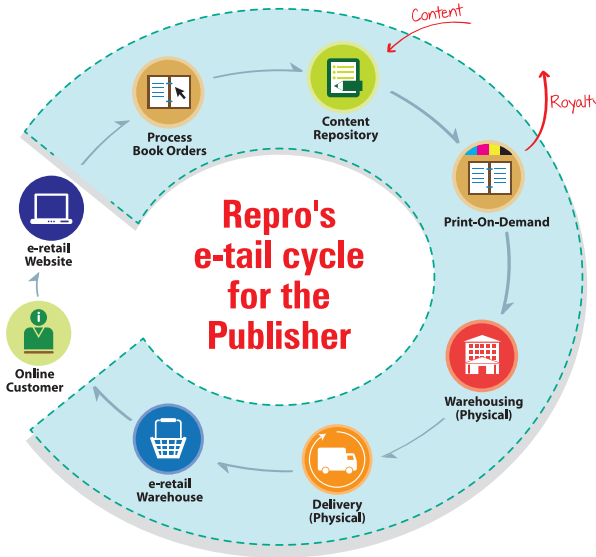 Content
Royalty
Process
Book Orders
Content
Repository
Print-On-Demand
e-retail
Website
Repro's
e-tail cycle
for the
Publisher
Online
Customer
Warehousing
(Physical)
e-retail
Warehouse
Delivery
(Physical)